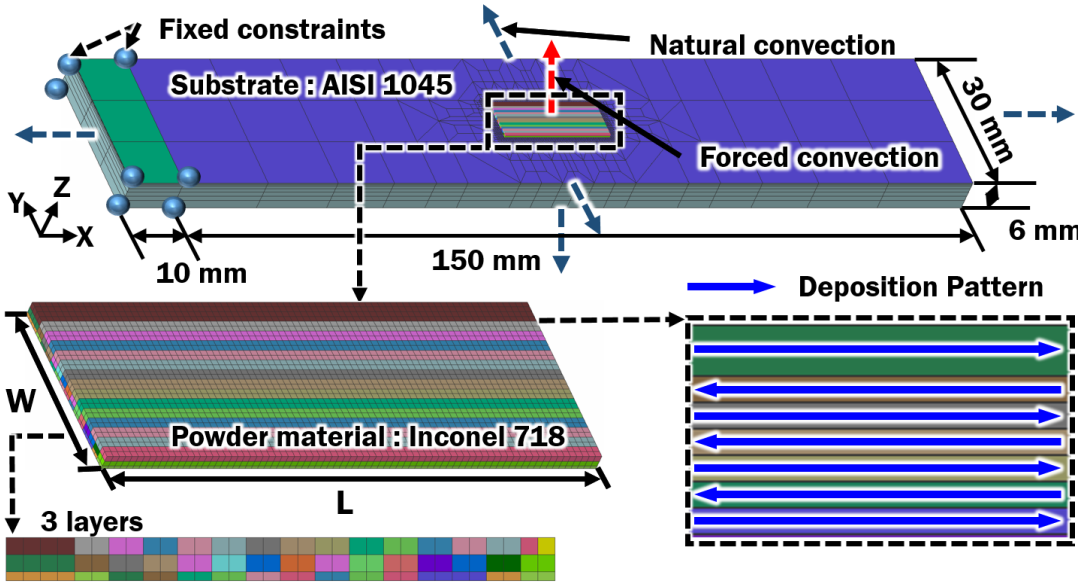 Fixed constraints
Natural convection
Substrate : AISI 1045
30 mm
Forced convection
Y
Z
X
6 mm
10 mm
150 mm
Deposition Pattern
W
Powder material : Inconel 718
L
3 layers